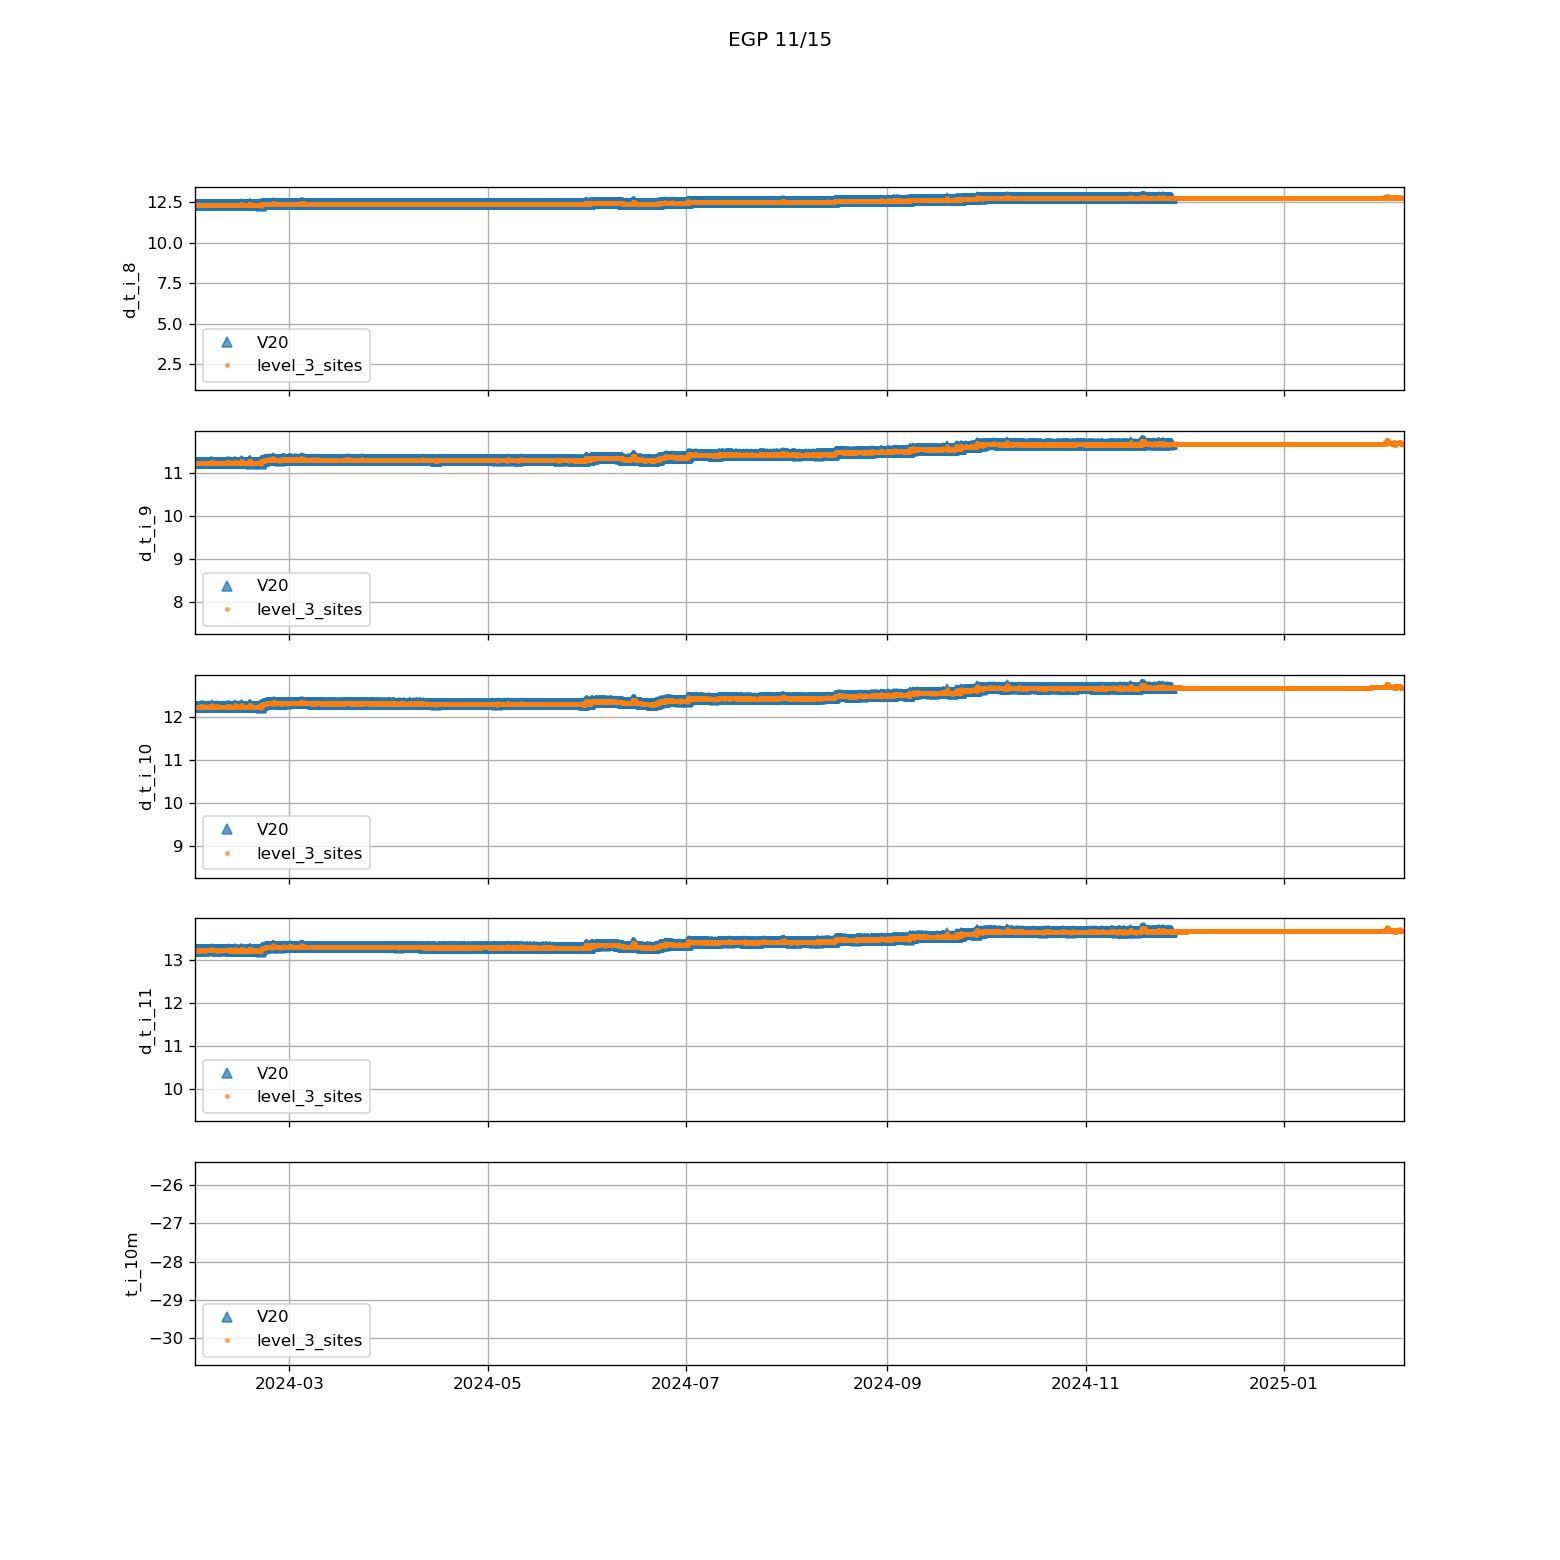 EGP 11/15
d_t_i_8
12.5
10.0
7.5
5.0
2.5
V20
level_3_sites
d_t_i_9
11
10
9
8
V20
level_3_sites
d_t_i_10
12
11
10
9
V20
level_3_sites
d_t_i_11
13
12
11
10
V20
level_3_sites
t_i_10m
−26
−27
−28
−29
−30
V20
level_3_sites
2024-03
2024-05
2024-07
2024-09
2024-11
2025-01